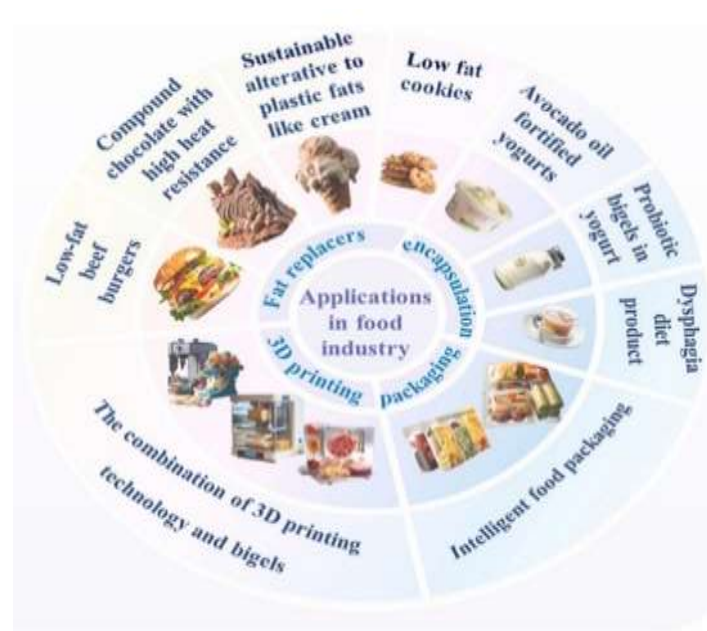 Sustainable
alterative to
plastic fats
like cream
Low fat
cookies
Avocado oil
fortified
yogurts
Probiotic
bigels in
yogurt
Dysphagia
diet
product
Intelligent food packaging
The combination of 3D printing
technology and bigels
Low-fat
beef
burgers
Compound
chocolate with
high heat
resistance
Fat replacers
encapsulation
packaging
3D printing
Applications
in food
industry